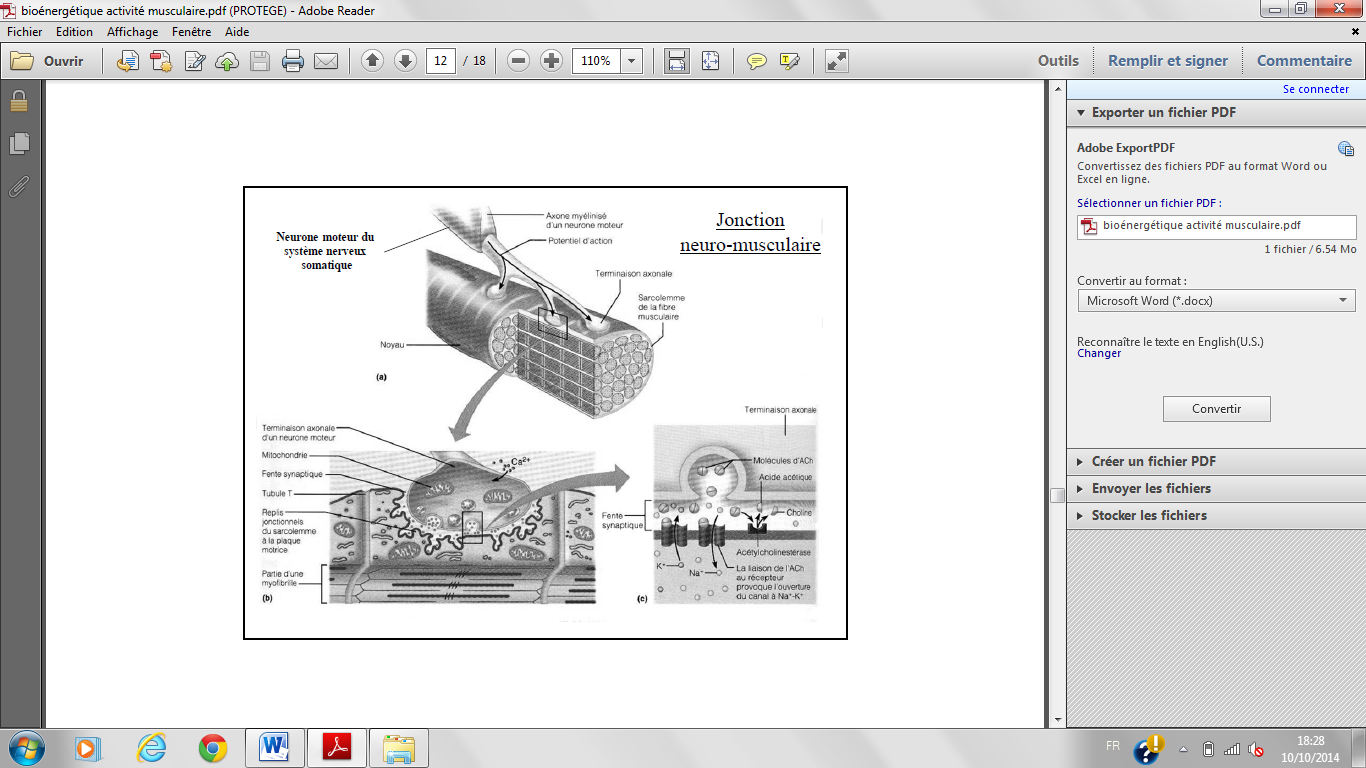 bioénergétique activité musculaire.pdf (PROTEGE) - Adobe Reader
Fichier Edition Affichage Fenêtre Aide
Ouvrir
12 / 18
110%
Outils
Remplir et signer
Commentaire
Se connecter
Exporter un fichier PDF
Adobe ExportPDF
Convertissez des fichiers PDF au format Word ou
Excel en ligne.
Sélectionner un fichier PDF :
bioénergétique activité musculaire.pdf
1 fichier / 6.54 Mo
Convertir au format :
Microsoft Word (*.docx)
Reconnaître le texte en English(U.S.)
Changer
Convertir
Créer un fichier PDF
Envoyer les fichiers
Stocker les fichiers
Jonction
neuro-musculaire
Neurone moteur du
système nerveux
somatique
Axone myélinisé
d'un neurone moteur
Potentiel d'action
Terminaison axonale
Sarcolemme
de la fibre
musculaire
Noyau
(a)
Terminaison axonale
d'un neurone moteur
Mitochondrie
Fente synaptique
Tubule T
Replis
jonctionnels
du sarcolemme
à la plaque
motrice
Partie d'une
myofibrille
(b)
Ca2+
Terminaison axonale
Molécules d'ACh
Acide acétique
Choline
Fente
synaptique
Acétylcholinestérase
K+
Na+
La liaison de l'ACh
au récepteur
provoque l'ouverture
du canal à Na+-K+
(c)
FR
18:28
10/10/2014